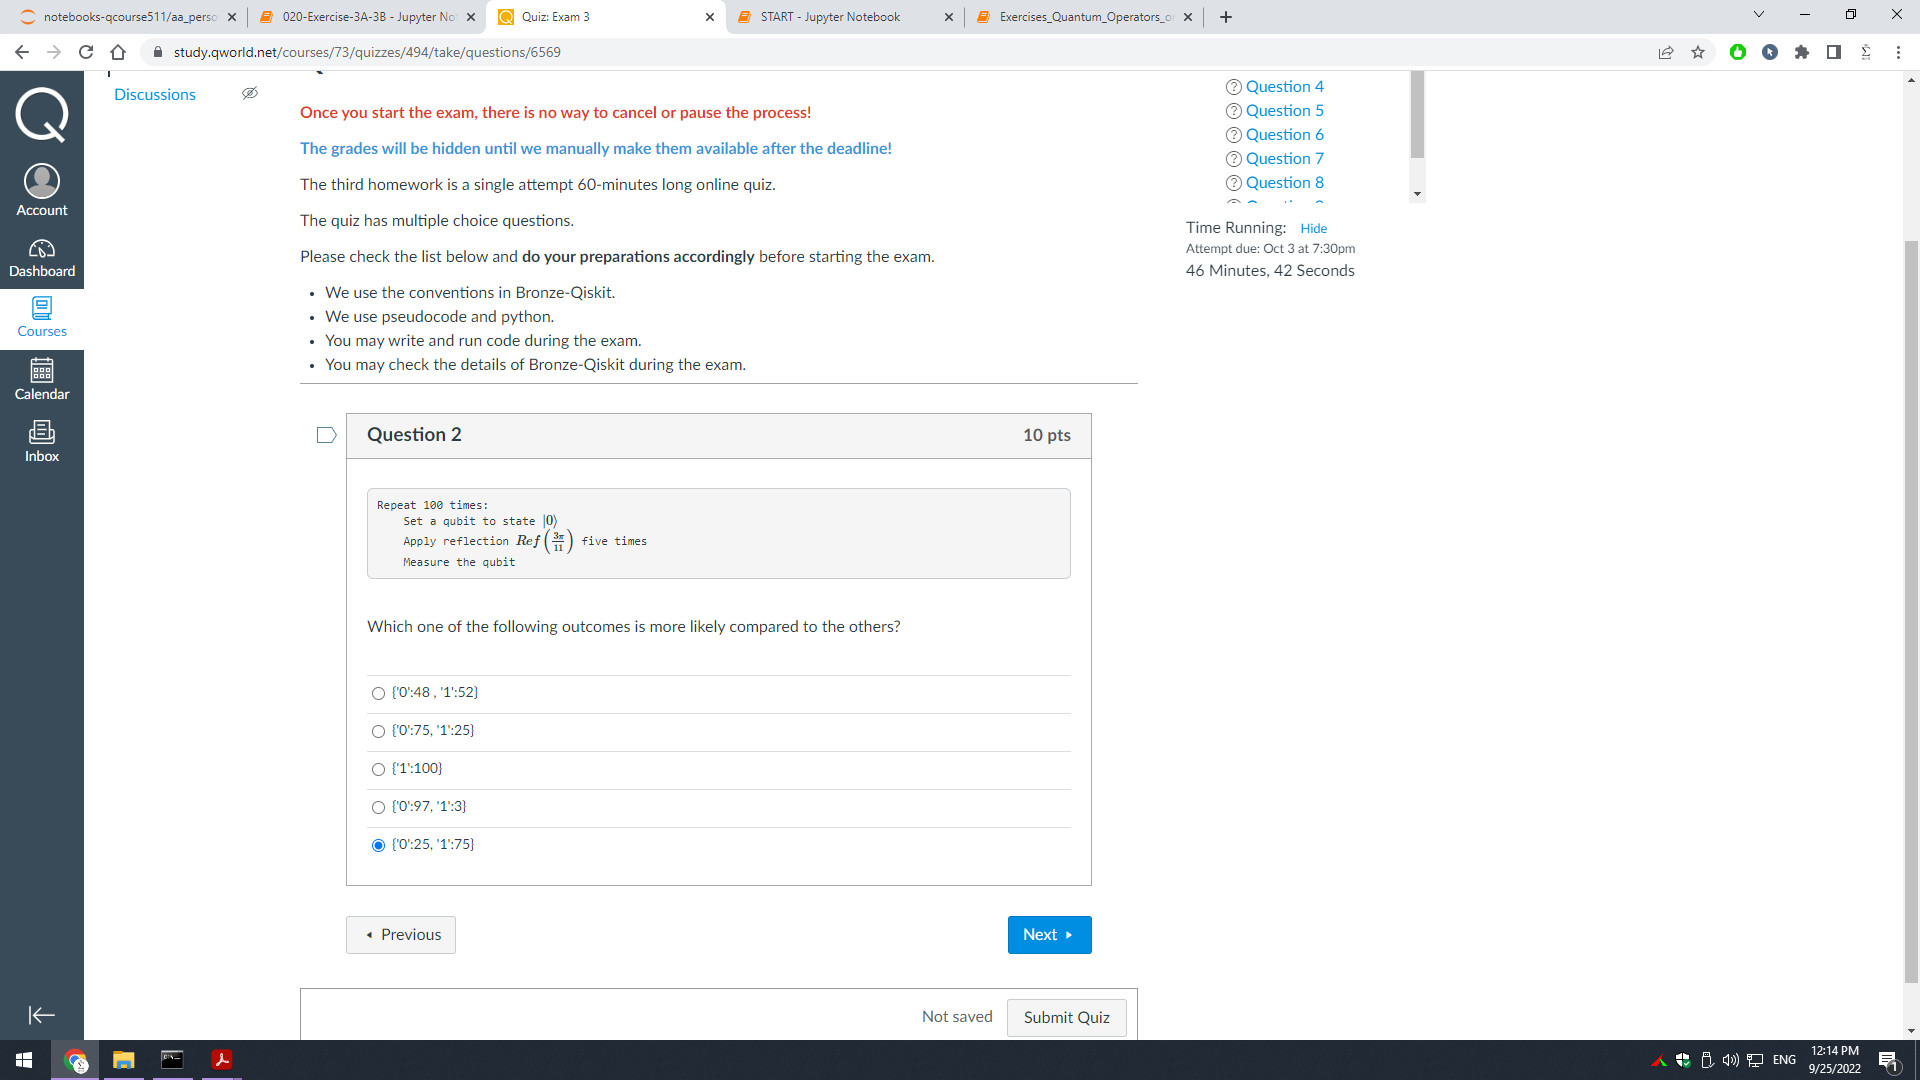 notebooks-qcourse511/aa_perso
020-Exercise-3A-3B - Jupyter No
Quiz: Exam 3
START - Jupyter Notebook
Exercises_Quantum_Operators_o
study.qworld.net/courses/73/quizzes/494/take/questions/6569
Account
Dashboard
Courses
Calendar
Inbox
Discussions
Once you start the exam, there is no way to cancel or pause the process!
The grades will be hidden until we manually make them available after the deadline!
The third homework is a single attempt 60-minutes long online quiz.
The quiz has multiple choice questions.
Please check the list below and do your preparations accordingly before starting the exam.
• We use the conventions in Bronze-Qiskit.
• We use pseudocode and python.
• You may write and run code during the exam.
• You may check the details of Bronze-Qiskit during the exam.
Question 4
Question 5
Question 6
Question 7
Question 8
Time Running: Hide
Attempt due: Oct 3 at 7:30pm
46 Minutes, 42 Seconds
Question 2 10 pts
Repeat 100 times:
Set a qubit to state |0⟩
Apply reflection Ref(3π/11) five times
Measure the qubit
Which one of the following outcomes is more likely compared to the others?
{'0':48 , '1':52}
{'0':75, '1':25}
{'1':100}
{'0':97, '1':3}
{'0':25, '1':75}
Previous
Next
Not saved
Submit Quiz
ENG
12:14 PM
9/25/2022
1